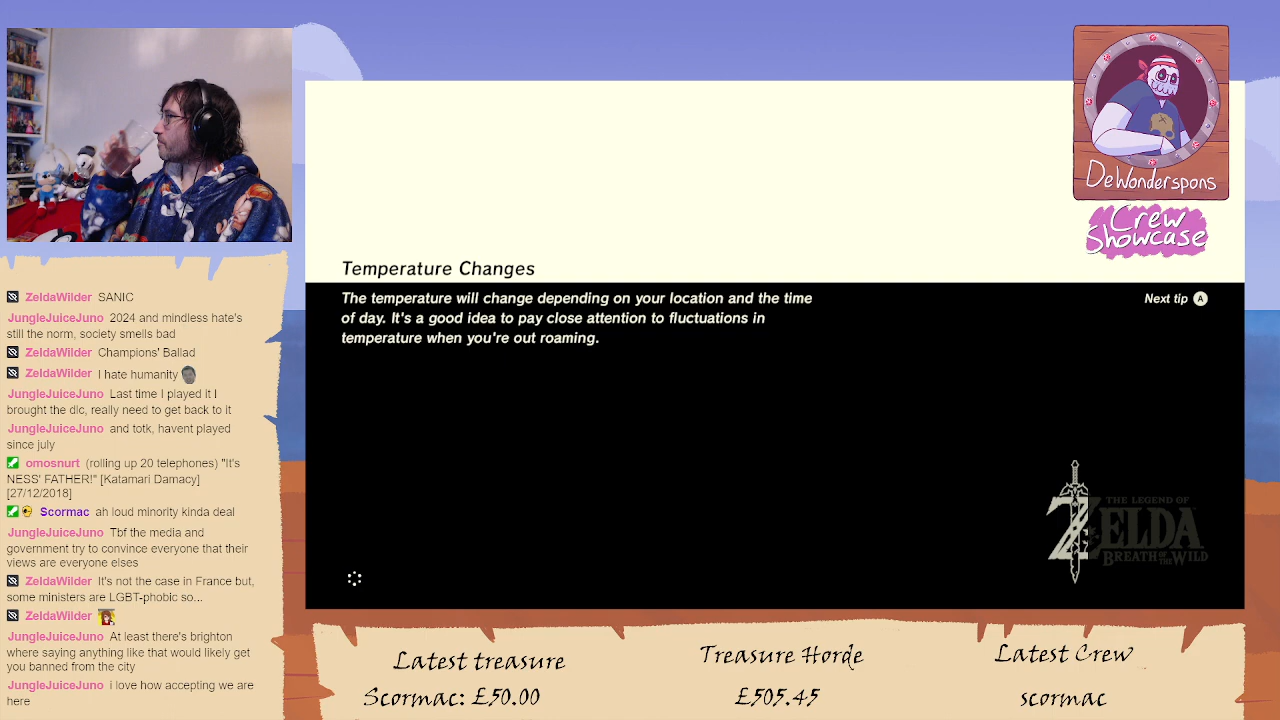 ZeldaWilder SANIC
JungleJuiceJuno 2024 and mindless hate's
still the norm, society smells bad
ZeldaWilder Champions' Ballad
ZeldaWilder I hate humanity
JungleJuiceJuno Last time I played it I
brought the dlc, really need to get back to it
JungleJuiceJuno and totk, havent played
since july
omosnurt (rolling up 20 telephones) "It's
NESS' FATHER!" [Katamari Damacy]
[27/12/2018]
Scormac ah loud minority kinda deal
JungleJuiceJuno Tbf the media and
government try to convince everyone that their
views are everyone elses
ZeldaWilder It's not the case in France but,
some ministers are LGBT-phobic so...
ZeldaWilder
JungleJuiceJuno At least there's brighton
where saying anything like that would likely get
you banned from the city
JungleJuiceJuno i love how accepting we are
here
Temperature Changes
The temperature will change depending on your location and the time
of day. It's a good idea to pay close attention to fluctuations in
temperature when you're out roaming.
Next tip A
THE LEGEND OF
ZELDA
BREATH OF THE WILD
DeWonderspons
Crew
Showcase
Latest treasure
Scormac: £50.00
Treasure Horde
£505.45
Latest Crew
scormac